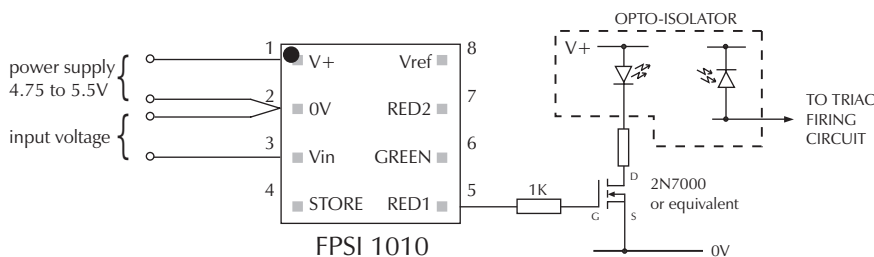 OPTO-ISOLATOR
power supply
4.75 to 5.5V
input voltage
1
2
3
4
V+
0V
Vin
STORE
Vref
RED2
GREEN
RED1
8
7
6
5
FPSI 1010
1K
V+
D
G
S
2N7000
or equivalent
0V
TO TRIAC
FIRING
CIRCUIT